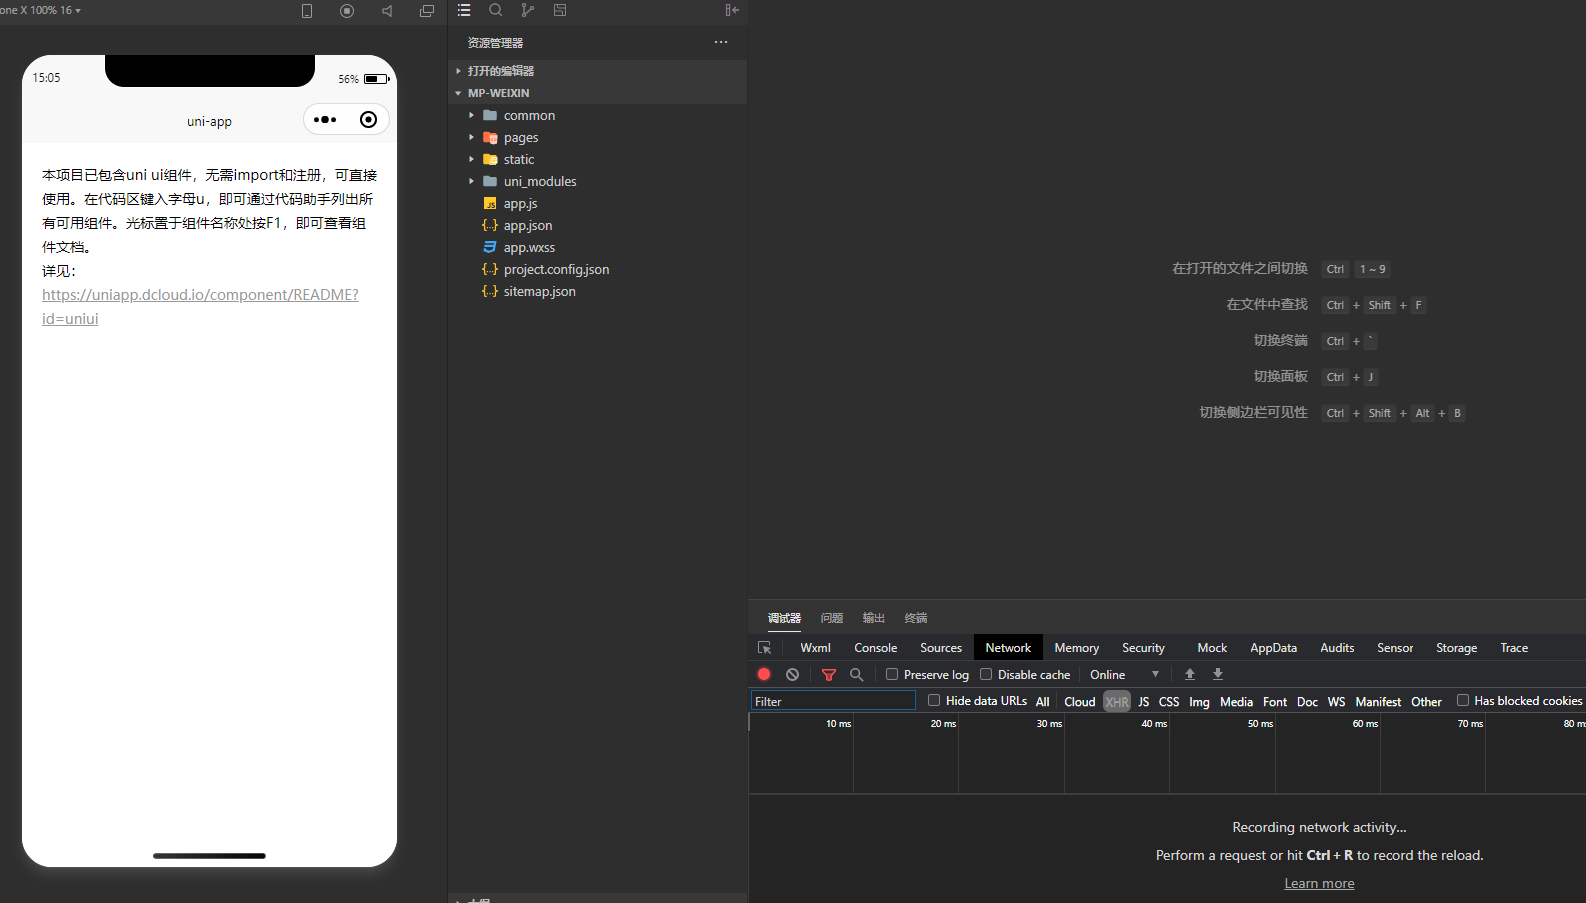 one X 100% 16
15:05
56%
uni-app
本项目已包含uni ui组件，无需import和注册，可直接
使用。在代码区键入字母u，即可通过代码助手列出所
有可用组件。光标置于组件名称处按F1，即可查看组
件文档。
详见：
https://uniapp.dcloud.io/component/README?
id=uniui
资源管理器
打开的编辑器
MP-WEIXIN
common
pages
static
uni_modules
app.js
app.json
app.wxss
project.config.json
sitemap.json
在打开的文件之间切换 Ctrl 1 ~ 9
在文件中查找 Ctrl + Shift + F
切换终端 Ctrl + `
切换面板 Ctrl + J
切换侧边栏可见性 Ctrl + Shift + Alt + B
调试器 问题 输出 终端
Wxml Console Sources Network Memory Security Mock AppData Audits Sensor Storage Trace
Preserve log Disable cache Online
Filter Hide data URLs All Cloud XHR JS CSS Img Media Font Doc WS Manifest Other Has blocked cookies
10 ms 20 ms 30 ms 40 ms 50 ms 60 ms 70 ms 80 ms
Recording network activity...
Perform a request or hit Ctrl + R to record the reload.
Learn more